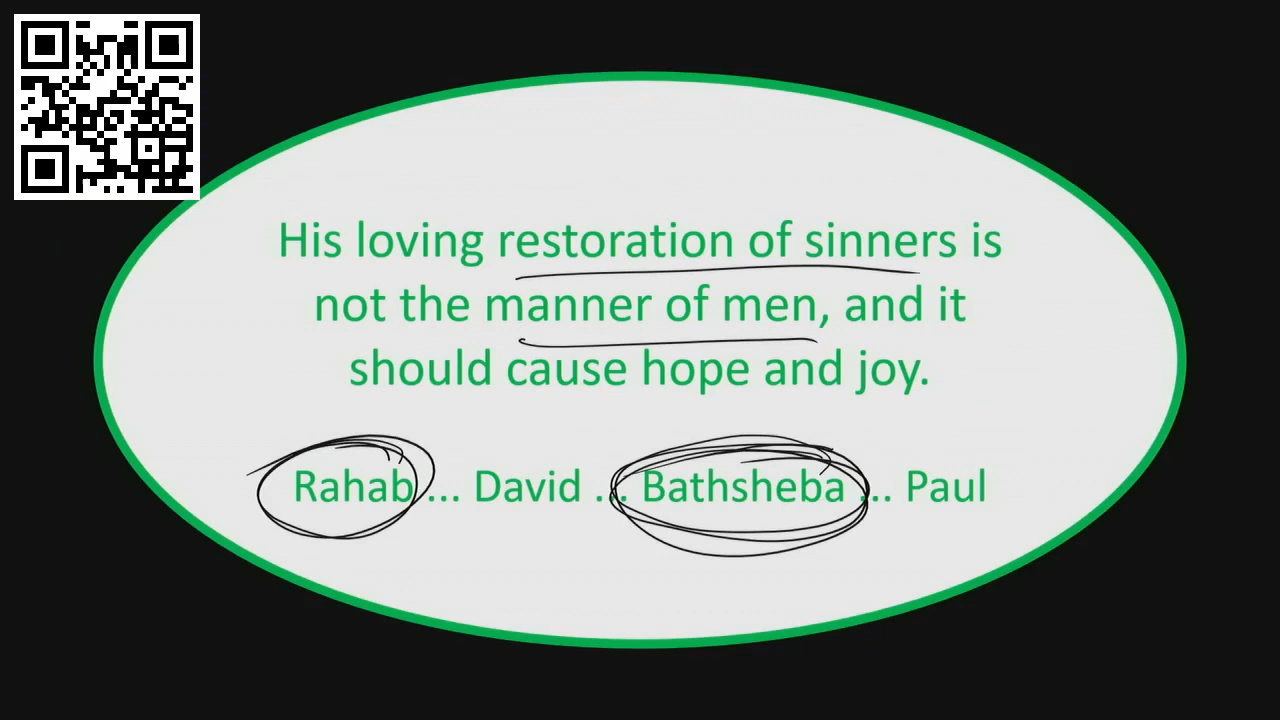 His loving restoration of sinners is
not the manner of men, and it
should cause hope and joy.
Rahab ... David ... Bathsheba ... Paul